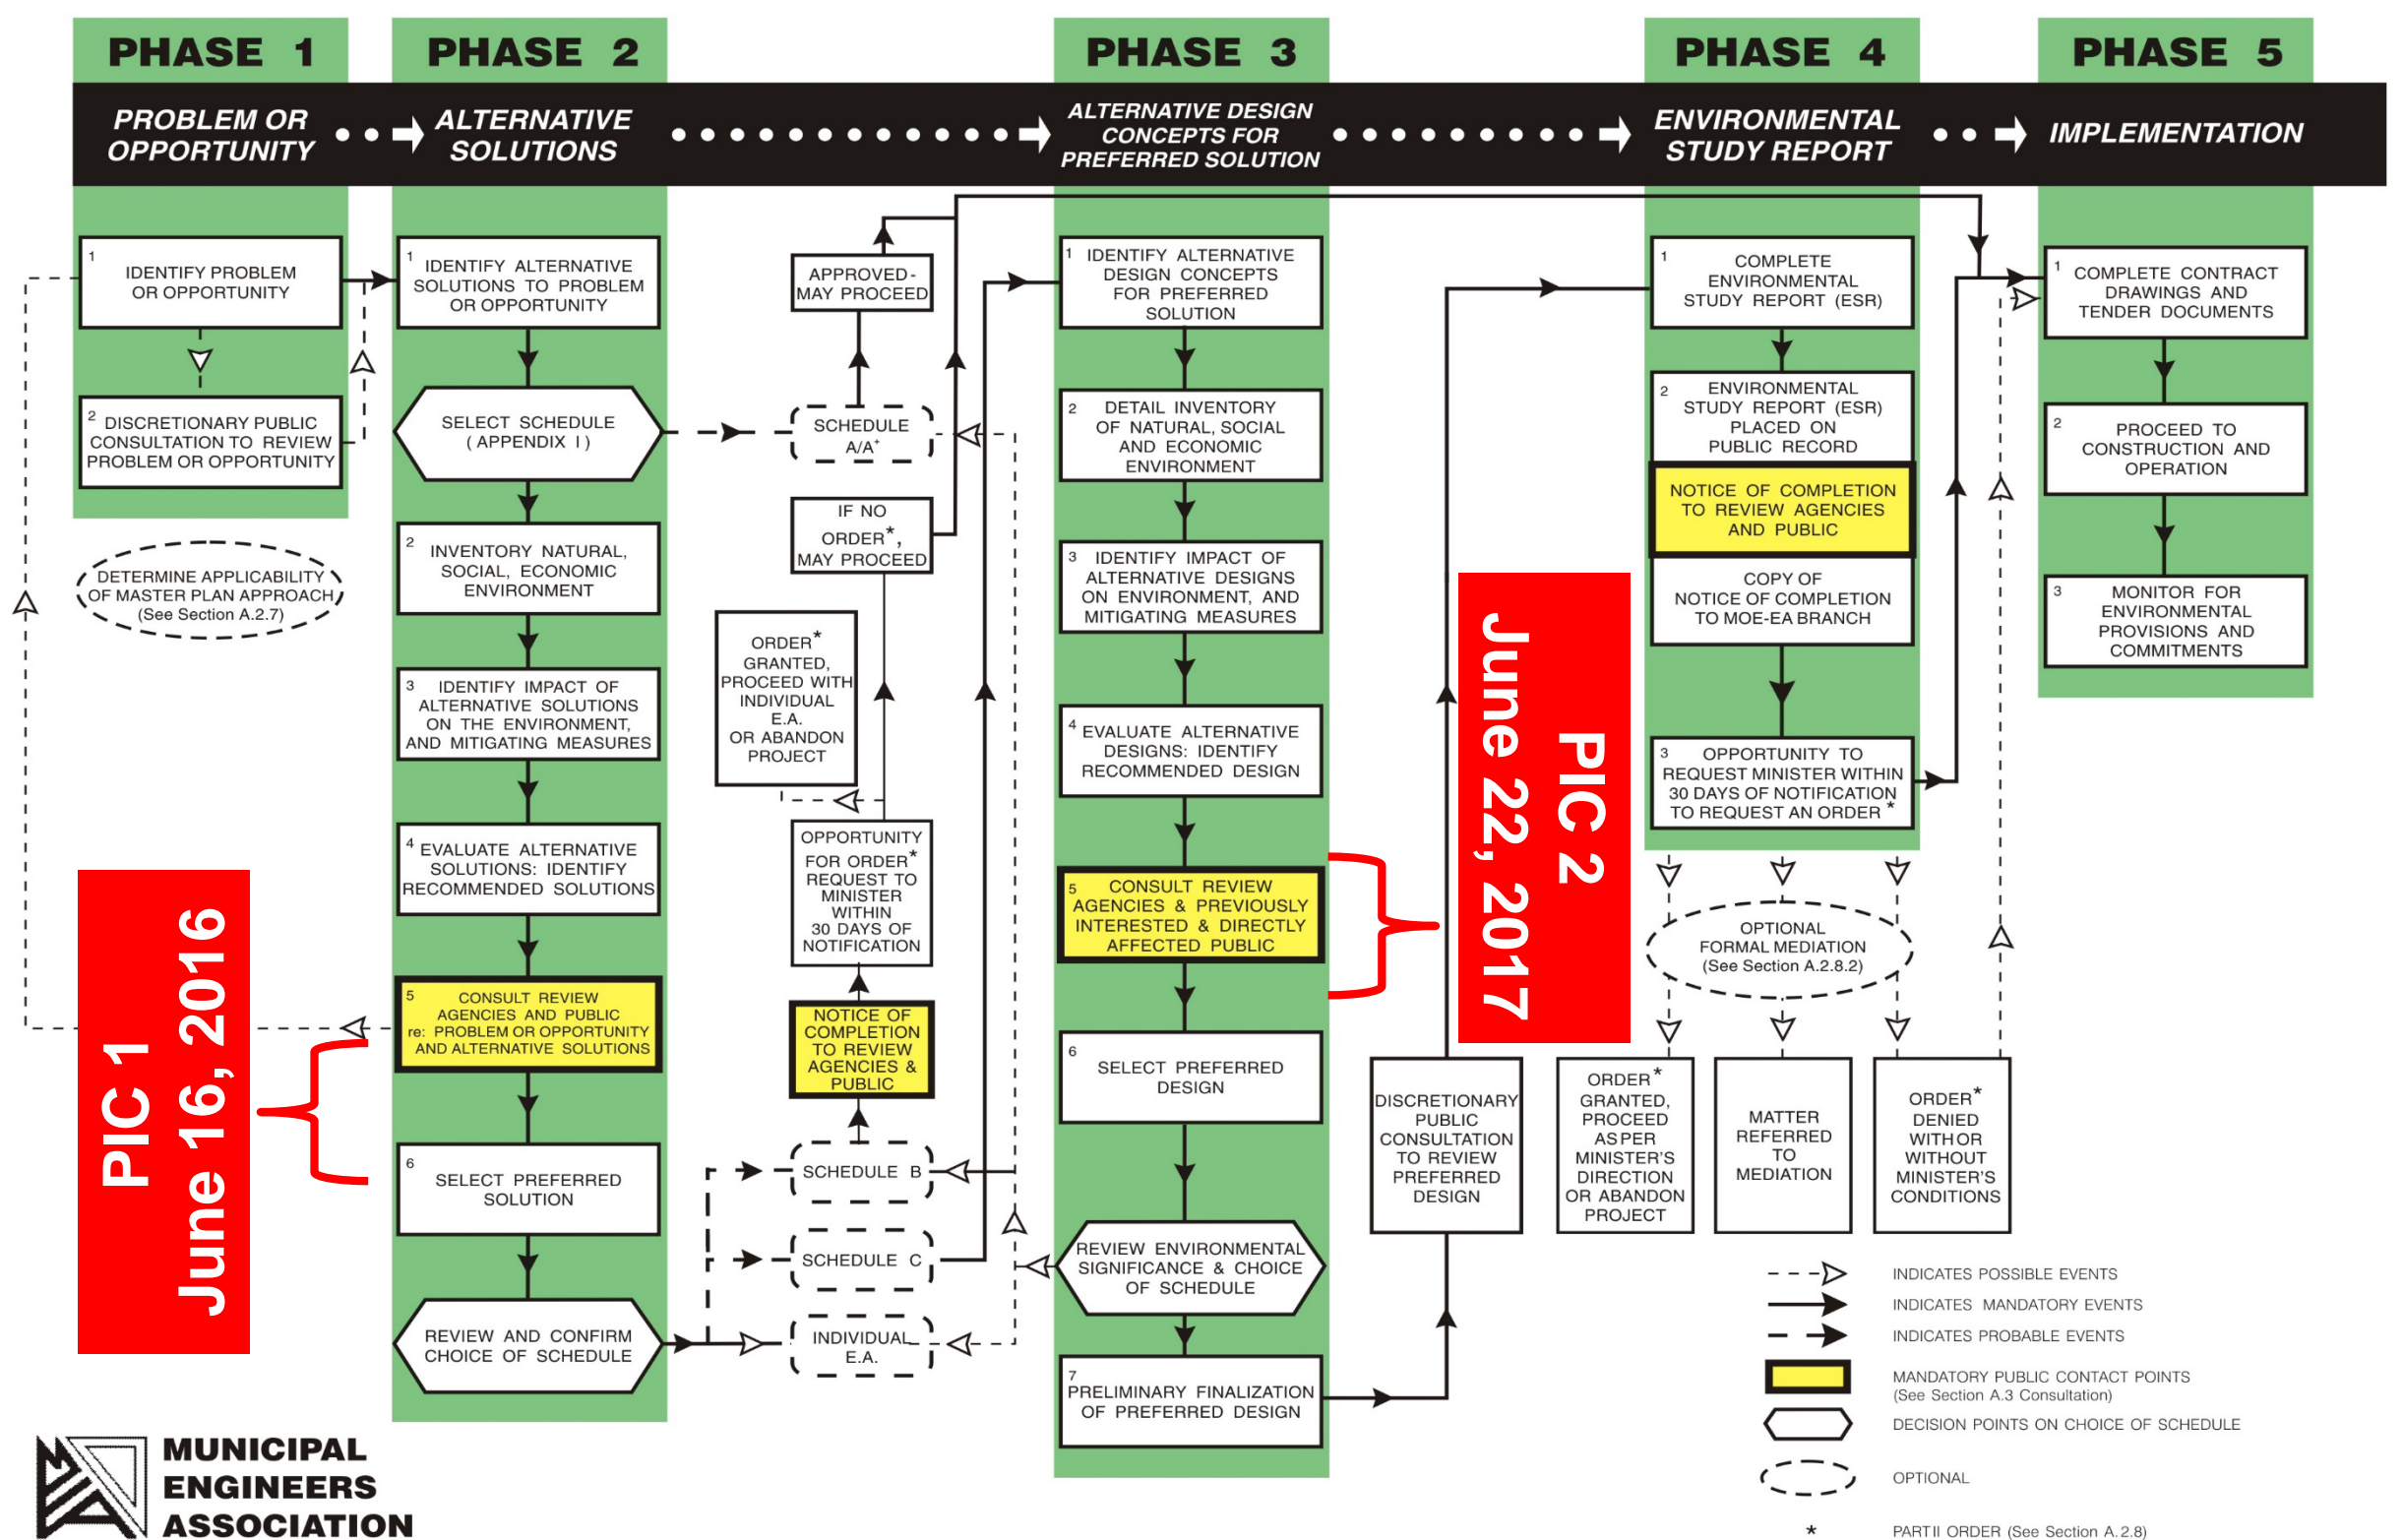 PHASE 1
PROBLEM OR
OPPORTUNITY
1
IDENTIFY PROBLEM
OR OPPORTUNITY
2
DISCRETIONARY PUBLIC
CONSULTATION TO REVIEW
PROBLEM OR OPPORTUNITY
DETERMINE APPLICABILITY
OF MASTER PLAN APPROACH
(See Section A.2.7)
PIC 1
June 16, 2016
PHASE 2
ALTERNATIVE
SOLUTIONS
1
IDENTIFY ALTERNATIVE
SOLUTIONS TO PROBLEM
OR OPPORTUNITY
SELECT SCHEDULE
( APPENDIX I )
2
INVENTORY NATURAL,
SOCIAL, ECONOMIC
ENVIRONMENT
3
IDENTIFY IMPACT OF
ALTERNATIVE SOLUTIONS
ON THE ENVIRONMENT,
AND MITIGATING MEASURES
4
EVALUATE ALTERNATIVE
SOLUTIONS: IDENTIFY
RECOMMENDED SOLUTIONS
5
CONSULT REVIEW
AGENCIES AND PUBLIC
re: PROBLEM OR OPPORTUNITY
AND ALTERNATIVE SOLUTIONS
6
SELECT PREFERRED
SOLUTION
REVIEW AND CONFIRM
CHOICE OF SCHEDULE
APPROVED-
MAY PROCEED
SCHEDULE
A/A+
IF NO
ORDER*,
MAY PROCEED
ORDER*
GRANTED,
PROCEED WITH
INDIVIDUAL
E.A.
OR ABANDON
PROJECT
OPPORTUNITY
FOR ORDER*
REQUEST TO
MINISTER
WITHIN
30 DAYS OF
NOTIFICATION
NOTICE OF
COMPLETION
TO REVIEW
AGENCIES &
PUBLIC
SCHEDULE B
SCHEDULE C
INDIVIDUAL
E.A.
PHASE 3
ALTERNATIVE DESIGN
CONCEPTS FOR
PREFERRED SOLUTION
1
IDENTIFY ALTERNATIVE
DESIGN CONCEPTS
FOR PREFERRED
SOLUTION
2
DETAIL INVENTORY
OF NATURAL, SOCIAL
AND ECONOMIC
ENVIRONMENT
3
IDENTIFY IMPACT OF
ALTERNATIVE DESIGNS
ON ENVIRONMENT, AND
MITIGATING MEASURES
4
EVALUATE ALTERNATIVE
DESIGNS: IDENTIFY
RECOMMENDED DESIGN
5
CONSULT REVIEW
AGENCIES & PREVIOUSLY
INTERESTED & DIRECTLY
AFFECTED PUBLIC
6
SELECT PREFERRED
DESIGN
REVIEW ENVIRONMENTAL
SIGNIFICANCE & CHOICE
OF SCHEDULE
7
PRELIMINARY FINALIZATION
OF PREFERRED DESIGN
PIC 2
June 22, 2017
DISCRETIONARY
PUBLIC
CONSULTATION
TO REVIEW
PREFERRED
DESIGN
PHASE 4
ENVIRONMENTAL
STUDY REPORT
1
COMPLETE
ENVIRONMENTAL
STUDY REPORT (ESR)
2
ENVIRONMENTAL
STUDY REPORT (ESR)
PLACED ON
PUBLIC RECORD
NOTICE OF COMPLETION
TO REVIEW AGENCIES
AND PUBLIC
COPY OF
NOTICE OF COMPLETION
TO MOE-EA BRANCH
3
OPPORTUNITY TO
REQUEST MINISTER WITHIN
30 DAYS OF NOTIFICATION
TO REQUEST AN ORDER *
OPTIONAL
FORMAL MEDIATION
(See Section A.2.8.2)
ORDER*
GRANTED,
PROCEED
AS PER
MINISTER'S
DIRECTION
OR ABANDON
PROJECT
MATTER
REFERRED
TO
MEDIATION
ORDER*
DENIED
WITH OR
WITHOUT
MINISTER'S
CONDITIONS
PHASE 5
IMPLEMENTATION
1
COMPLETE CONTRACT
DRAWINGS AND
TENDER DOCUMENTS
2
PROCEED TO
CONSTRUCTION AND
OPERATION
3
MONITOR FOR
ENVIRONMENTAL
PROVISIONS AND
COMMITMENTS
INDICATES POSSIBLE EVENTS
INDICATES MANDATORY EVENTS
INDICATES PROBABLE EVENTS
MANDATORY PUBLIC CONTACT POINTS
(See Section A.3 Consultation)
DECISION POINTS ON CHOICE OF SCHEDULE
OPTIONAL
* PART II ORDER (See Section A.2.8)
MEA
MUNICIPAL
ENGINEERS
ASSOCIATION